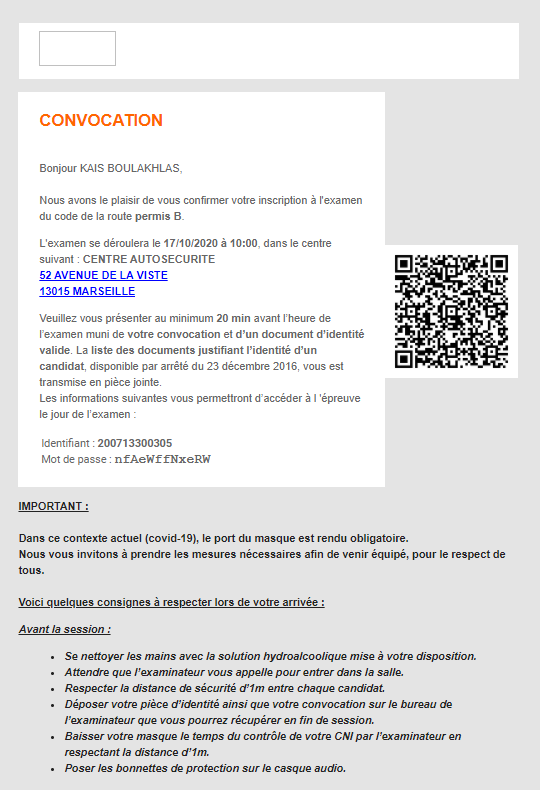 CONVOCATION
Bonjour KAIS BOULAKHLAS,
Nous avons le plaisir de vous confirmer votre inscription à l'examen
du code de la route permis B.
L'examen se déroulera le 17/10/2020 à 10:00, dans le centre
suivant : CENTRE AUTOSECURITE
52 AVENUE DE LA VISTE
13015 MARSEILLE
Veuillez vous présenter au minimum 20 min avant l'heure de
l'examen muni de votre convocation et d'un document d'identité
valide. La liste des documents justifiant l'identité d'un
candidat, disponible par arrêté du 23 décembre 2016, vous est
transmise en pièce jointe.
Les informations suivantes vous permettront d'accéder à l 'épreuve
le jour de l'examen :
Identifiant : 200713300305
Mot de passe : nfAeWffNxeRW
IMPORTANT :
Dans ce contexte actuel (covid-19), le port du masque est rendu obligatoire.
Nous vous invitons à prendre les mesures nécessaires afin de venir équipé, pour le respect de
tous.
Voici quelques consignes à respecter lors de votre arrivée :
Avant la session :
• Se nettoyer les mains avec la solution hydroalcoolique mise à votre disposition.
• Attendre que l'examinateur vous appelle pour entrer dans la salle.
• Respecter la distance de sécurité d'1m entre chaque candidat.
• Déposer votre pièce d'identité ainsi que votre convocation sur le bureau de
l'examinateur que vous pourrez récupérer en fin de session.
• Baisser votre masque le temps du contrôle de votre CNI par l'examinateur en
respectant la distance d'1m.
• Poser les bonnettes de protection sur le casque audio.